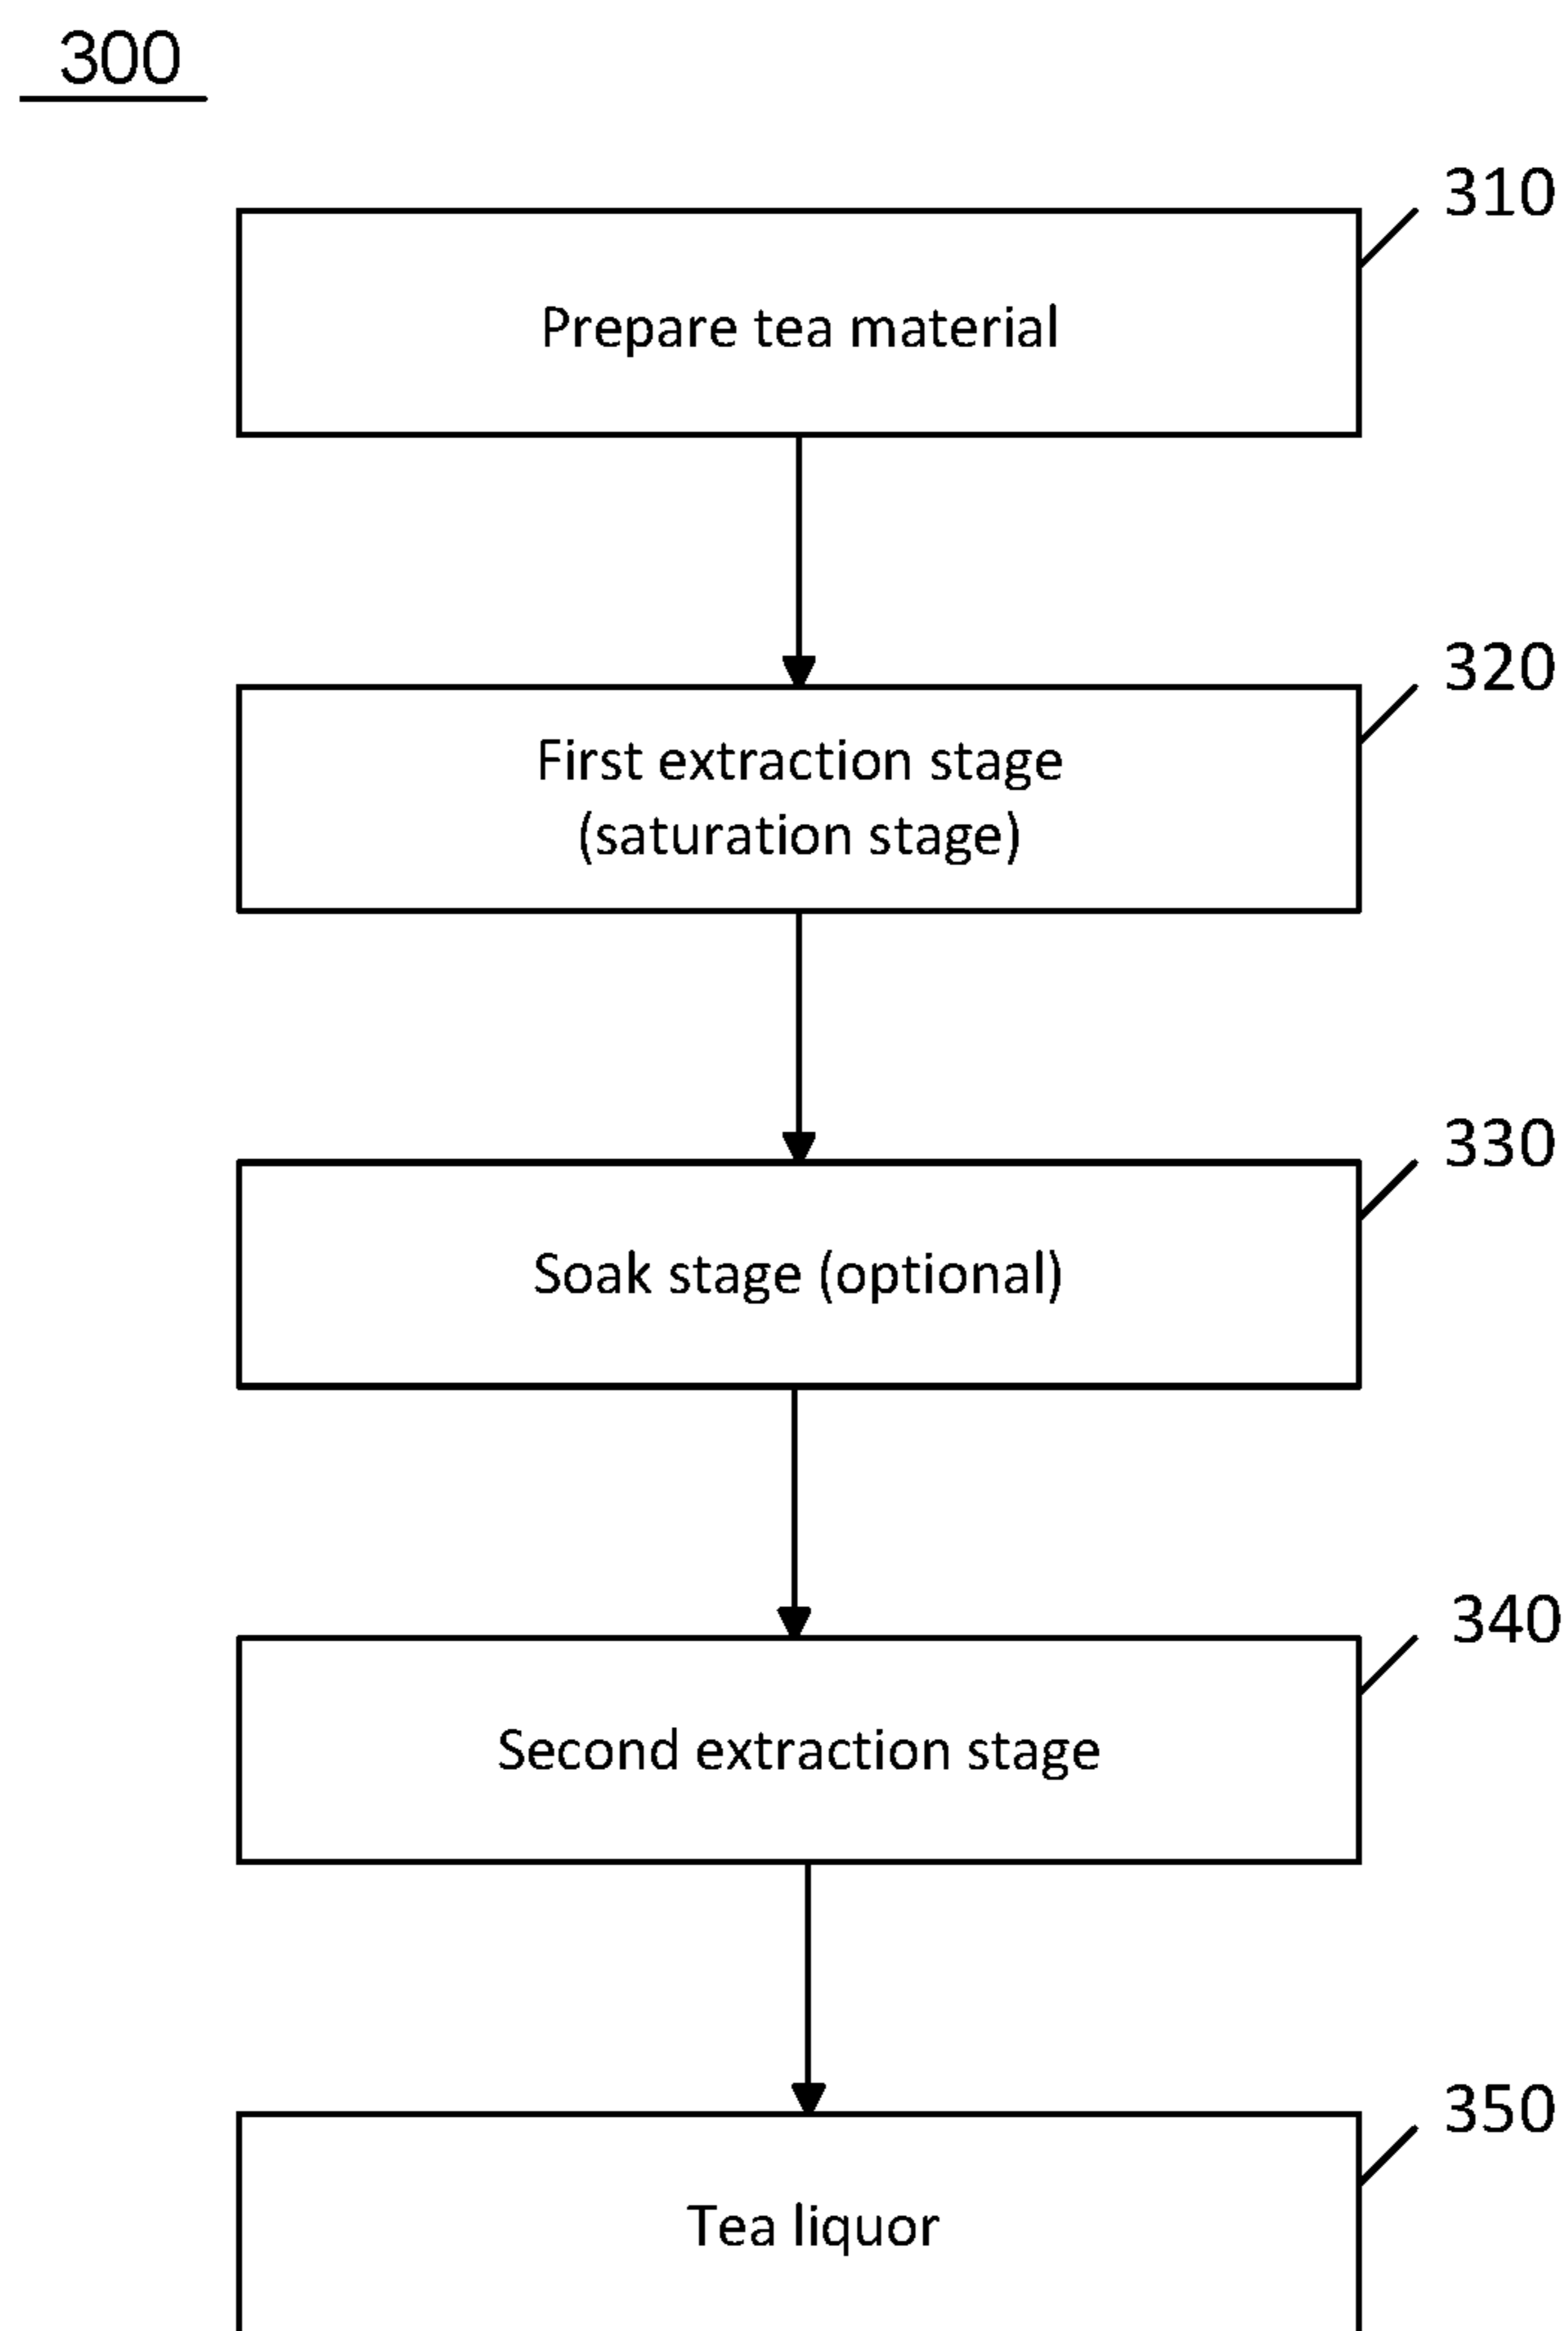 300
310
Prepare tea material
320
First extraction stage
(saturation stage)
330
Soak stage (optional)
340
Second extraction stage
350
Tea liquor